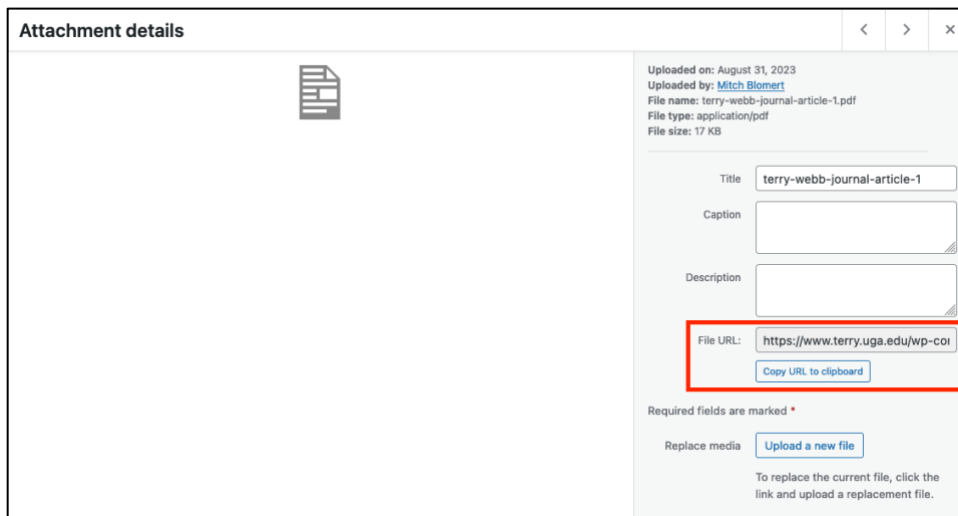 Attachment details
Uploaded on: August 31, 2023
Uploaded by: Mitch Blomert
File name: terry-webb-journal-article-1.pdf
File type: application/pdf
File size: 17 KB
Title terry-webb-journal-article-1
Caption
Description
File URL: https://www.terry.uga.edu/wp-con
Copy URL to clipboard
Required fields are marked *
Replace media Upload a new file
To replace the current file, click the
link and upload a replacement file.